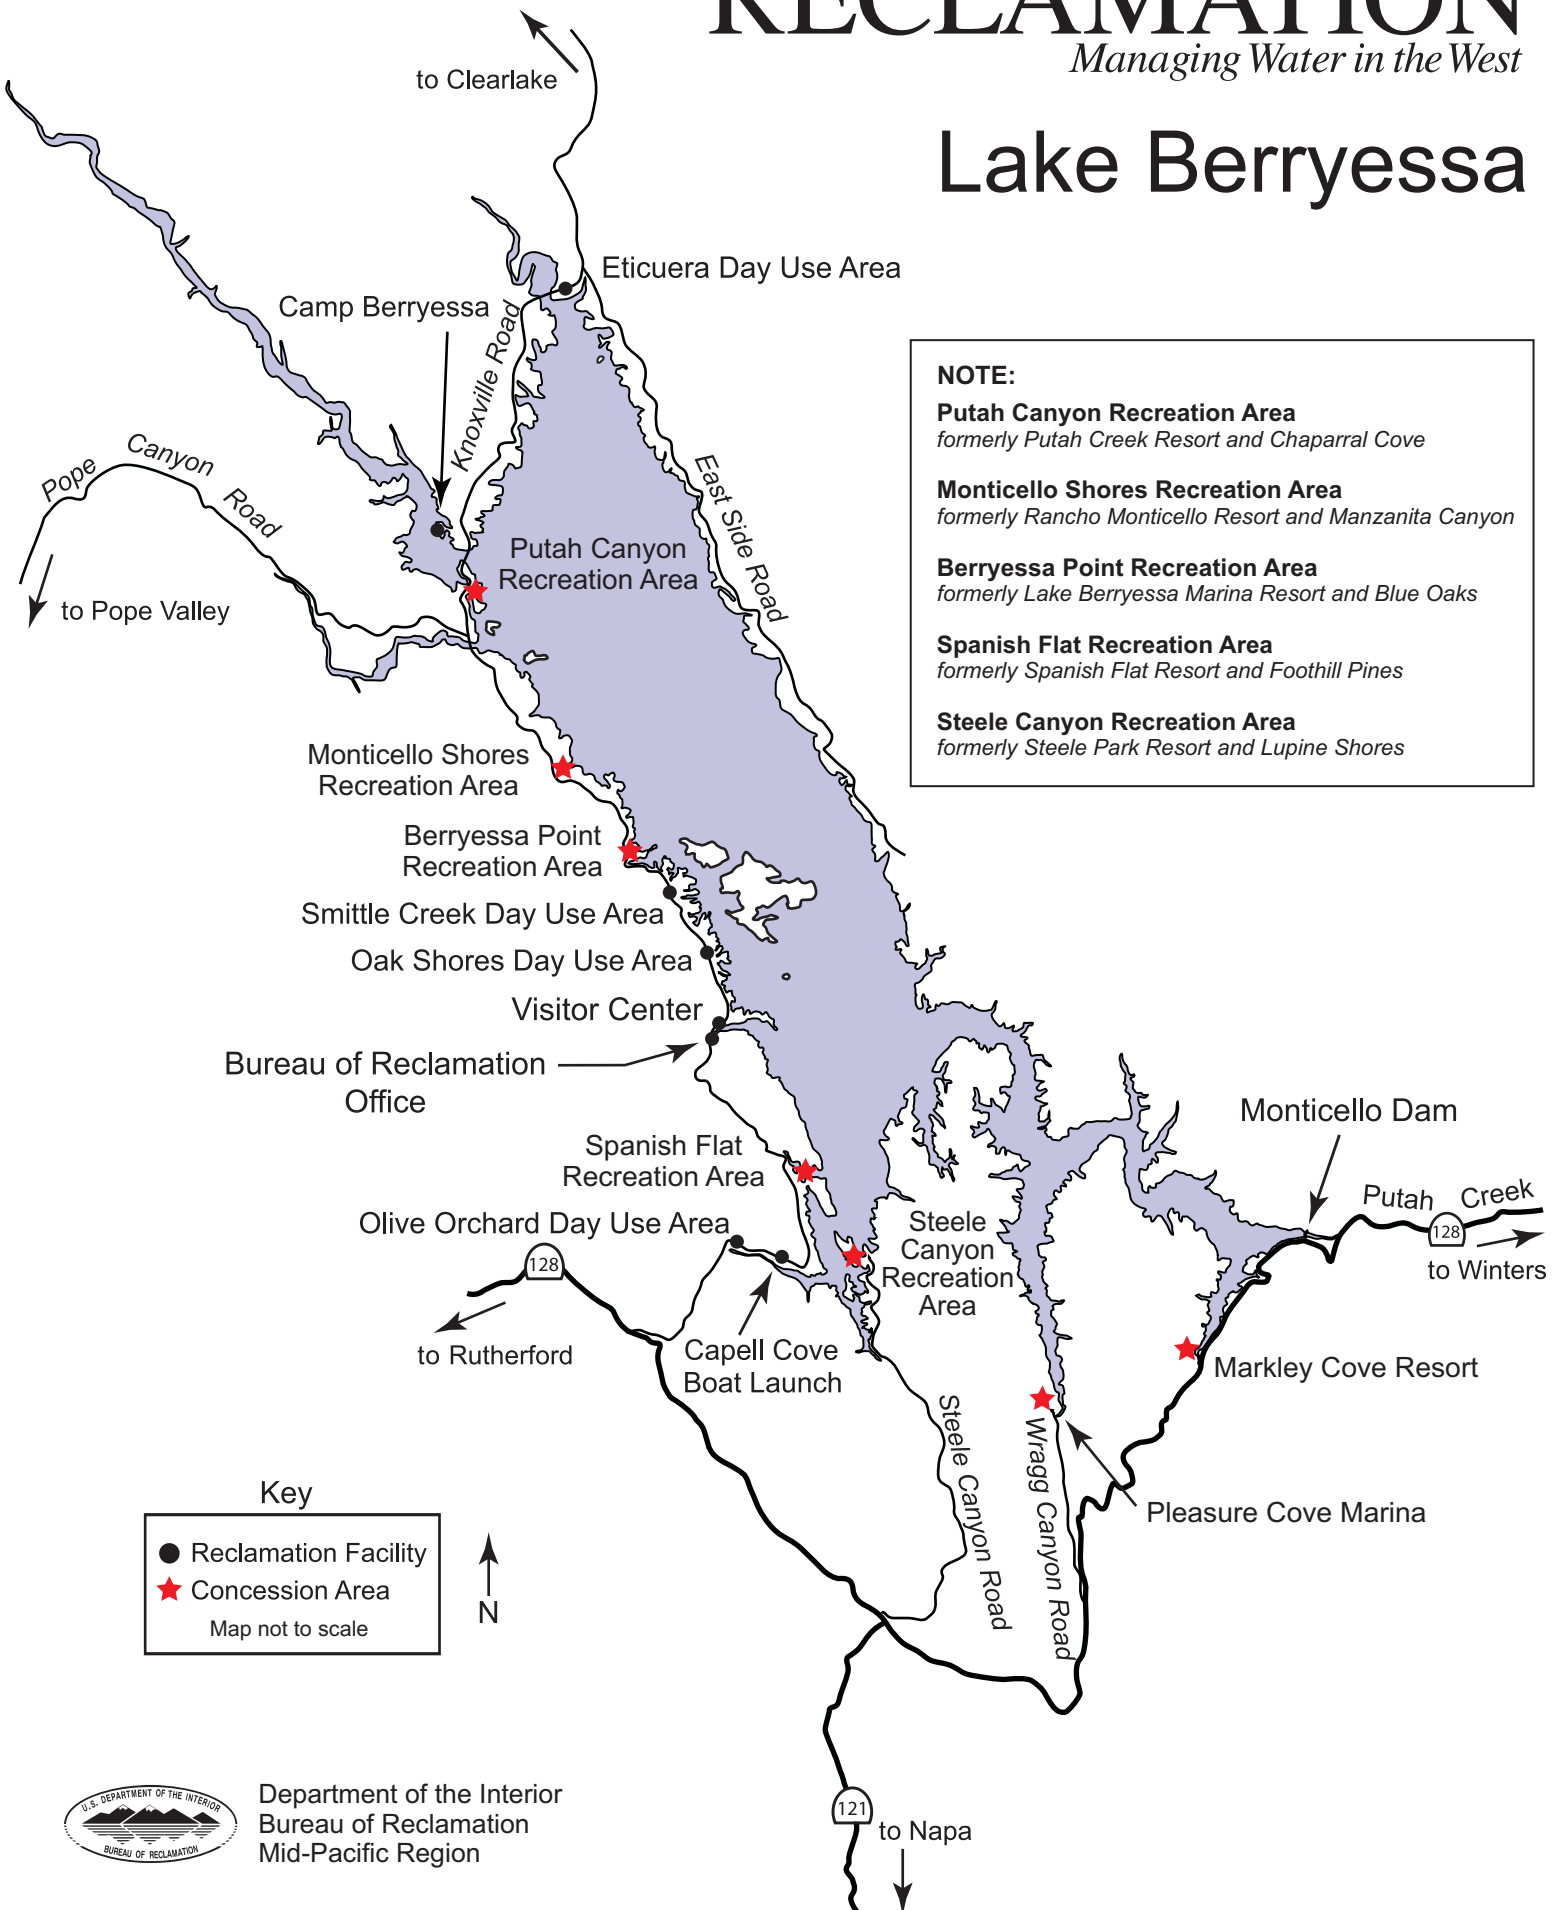 RECLAMATION
Managing Water in the West
Lake Berryessa
to Clearlake
Eticuera Day Use Area
Camp Berryessa
Knoxville Road
NOTE:
Putah Canyon Recreation Area
formerly Putah Creek Resort and Chaparral Cove
Monticello Shores Recreation Area
formerly Rancho Monticello Resort and Manzanita Canyon
Berryessa Point Recreation Area
formerly Lake Berryessa Marina Resort and Blue Oaks
Spanish Flat Recreation Area
formerly Spanish Flat Resort and Foothill Pines
Steele Canyon Recreation Area
formerly Steele Park Resort and Lupine Shores
Pope Canyon Road
East Side Road
Putah Canyon
Recreation Area
to Pope Valley
Monticello Shores
Recreation Area
Berryessa Point
Recreation Area
Smittle Creek Day Use Area
Oak Shores Day Use Area
Visitor Center
Bureau of Reclamation
Office
Monticello Dam
Spanish Flat
Recreation Area
Putah Creek
128
to Winters
Olive Orchard Day Use Area
Steele
Canyon
Recreation
Area
128
to Rutherford
Capell Cove
Boat Launch
Markley Cove Resort
Steele Canyon Road
Wragg Canyon Road
Pleasure Cove Marina
Key
Reclamation Facility
Concession Area
Map not to scale
N
121
to Napa
U.S. DEPARTMENT OF THE INTERIOR
BUREAU OF RECLAMATION
Department of the Interior
Bureau of Reclamation
Mid-Pacific Region